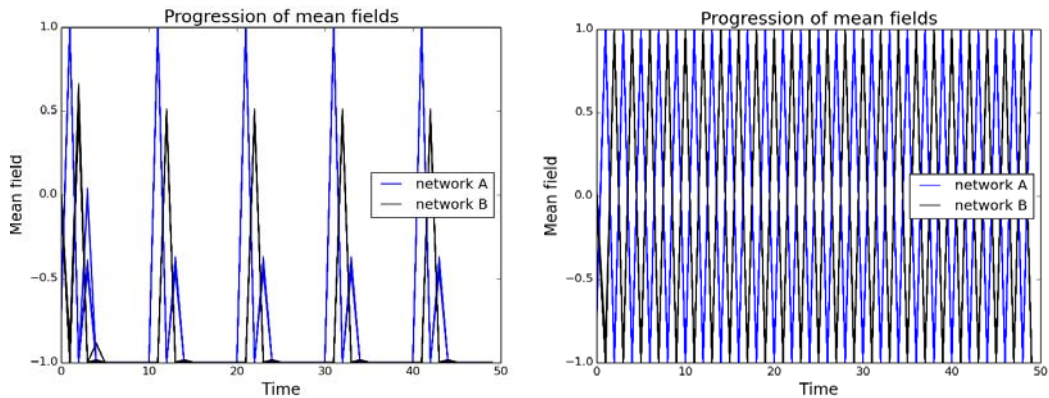 Progression of mean fields
1.0
0.5
0.0
−0.5
−1.0
Mean field
network A
network B
0 10 20 30 40 50
Time
Progression of mean fields
1.0
0.5
0.0
−0.5
−1.0
Mean field
network A
network B
0 10 20 30 40 50
Time